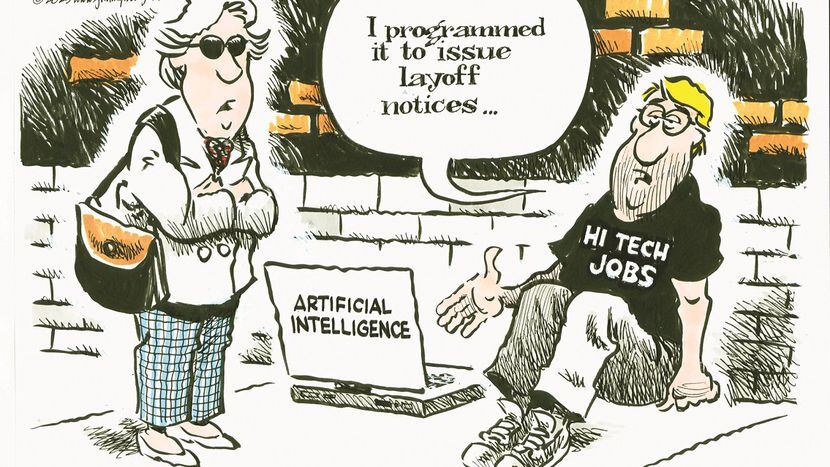 I programmed
it to issue
layoff
notices...
HI TECH
JOBS
ARTIFICIAL
INTELLIGENCE